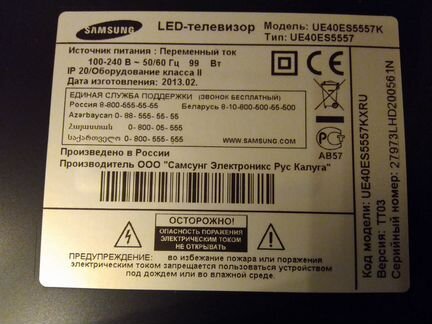 SAMSUNG
LED-телевизор
Модель: UE40ES5557K
Тип: UE40ES5557
Источник питания : Переменный ток
100-240 В ~ 50/60 Гц 99 Вт
IP 20/Оборудование класса II
Дата изготовления : 2013.02
ЕДИНАЯ СЛУЖБА ПОДДЕРЖКИ (ЗВОНОК БЕСПЛАТНЫЙ)
Россия 8-800-555-55-55 Беларусь 8-10-800-500-55-500
Azərbaycan 0-88- 555-55- 55
Հայաստան 0-800- 05- 555
საქართველო 0-800- 555- 555
WWW.SAMSUNG.COM
АВ57
Произведено в России
Производитель ООО "Самсунг Электроникс Рус Калуга"
ОСТОРОЖНО!
ОПАСНОСТЬ ПОРАЖЕНИЯ
ЭЛЕКТРИЧЕСКИМ ТОКОМ
НЕ ОТКРЫВАТЬ
ПРЕДУПРЕЖДЕНИЕ: во избежание пожара или поражения
электрическим током запрещается пользоваться устройством
под дождем или во влажной среде.
Код модели: UE40ES5557KXRU
Версия: TT03
Серийный номер: 27973LHD200561N